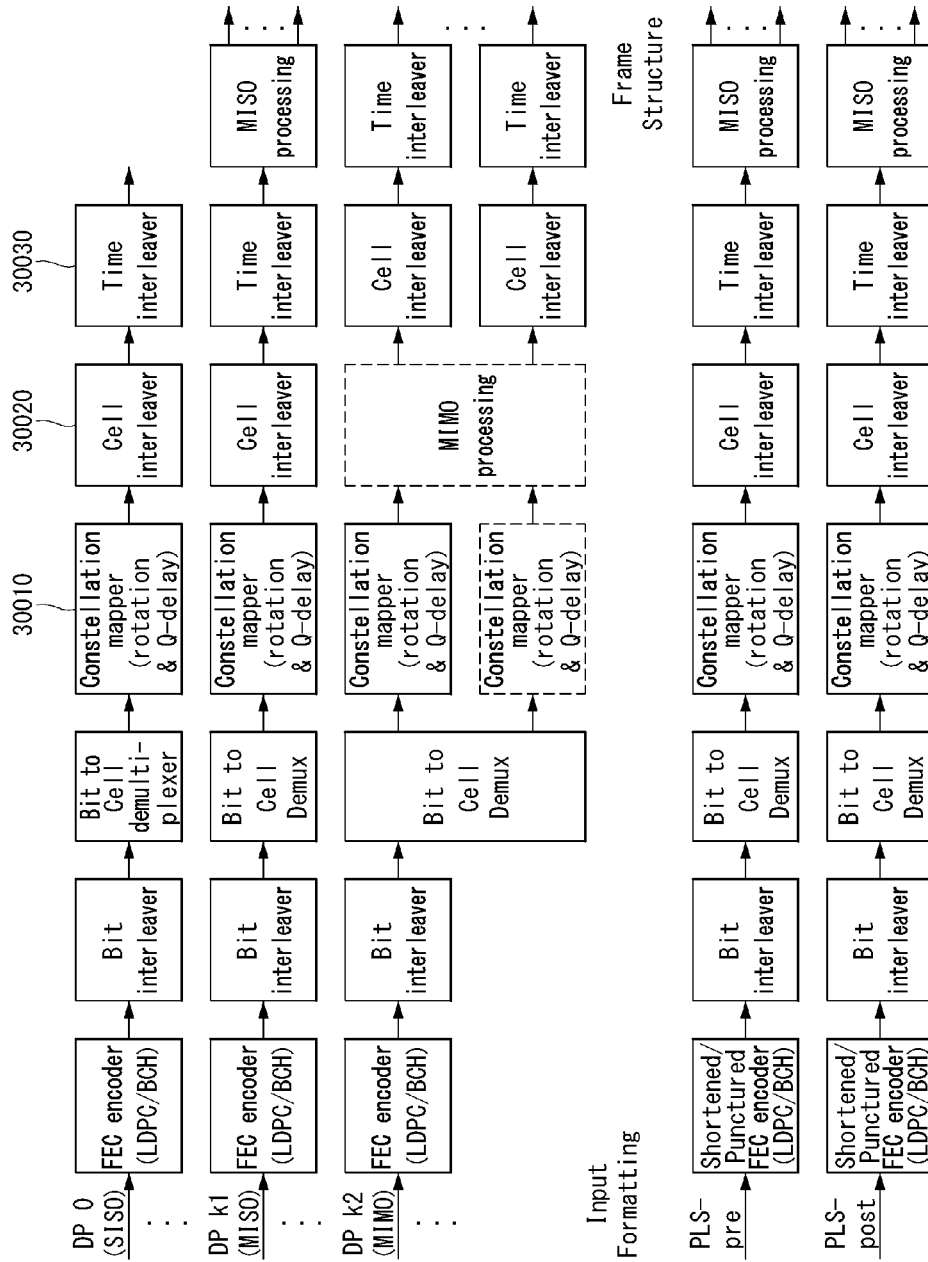 30010
30020
30030
DP 0
(SISO)
FEC encoder
(LDPC/BCH)
Bit
interleaver
Bit to
Cell
demulti-
plexer
Constellation
mapper
(rotation
& Q-delay)
Cell
interleaver
Time
interleaver
. . .
DP k1
(MISO)
FEC encoder
(LDPC/BCH)
Bit
interleaver
Bit to
Cell
Demux
Constellation
mapper
(rotation
& Q-delay)
Cell
interleaver
Time
interleaver
MISO
processing
. . .
. . .
DP k2
(MIMO)
FEC encoder
(LDPC/BCH)
Bit
interleaver
Bit to
Cell
Demux
Constellation
mapper
(rotation
& Q-delay)
Constellation
mapper
(rotation
& Q-delay)
MIMO
processing
Cell
interleaver
Time
interleaver
Cell
interleaver
Time
interleaver
. . .
. . .
Input
Formatting
Frame
Structure
PLS-
pre
Shortened/
Punctured
FEC encoder
(LDPC/BCH)
Bit
interleaver
Bit to
Cell
Demux
Constellation
mapper
(rotation
& Q-delay)
Cell
interleaver
Time
interleaver
MISO
processing
. . .
PLS-
post
Shortened/
Punctured
FEC encoder
(LDPC/BCH)
Bit
interleaver
Bit to
Cell
Demux
Constellation
mapper
(rotation
& Q-delay)
Cell
interleaver
Time
interleaver
MISO
processing
. . .